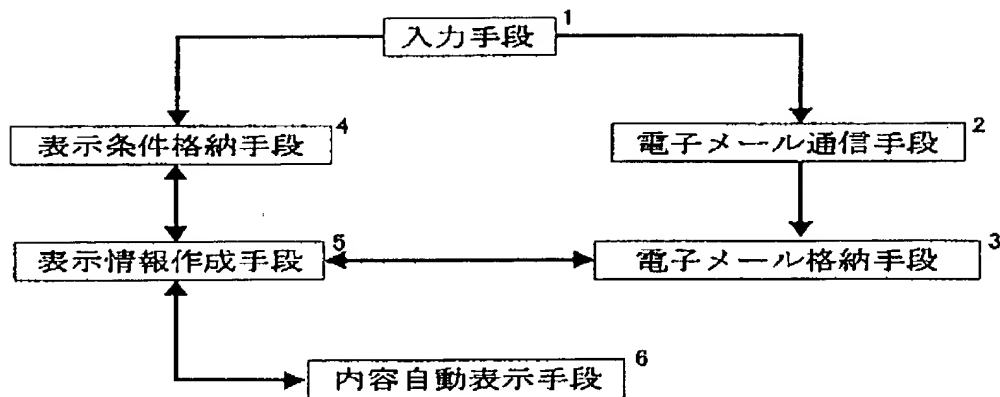 入力手段 1
表示条件格納手段 4
電子メール通信手段 2
表示情報作成手段 5
電子メール格納手段 3
内容自動表示手段 6